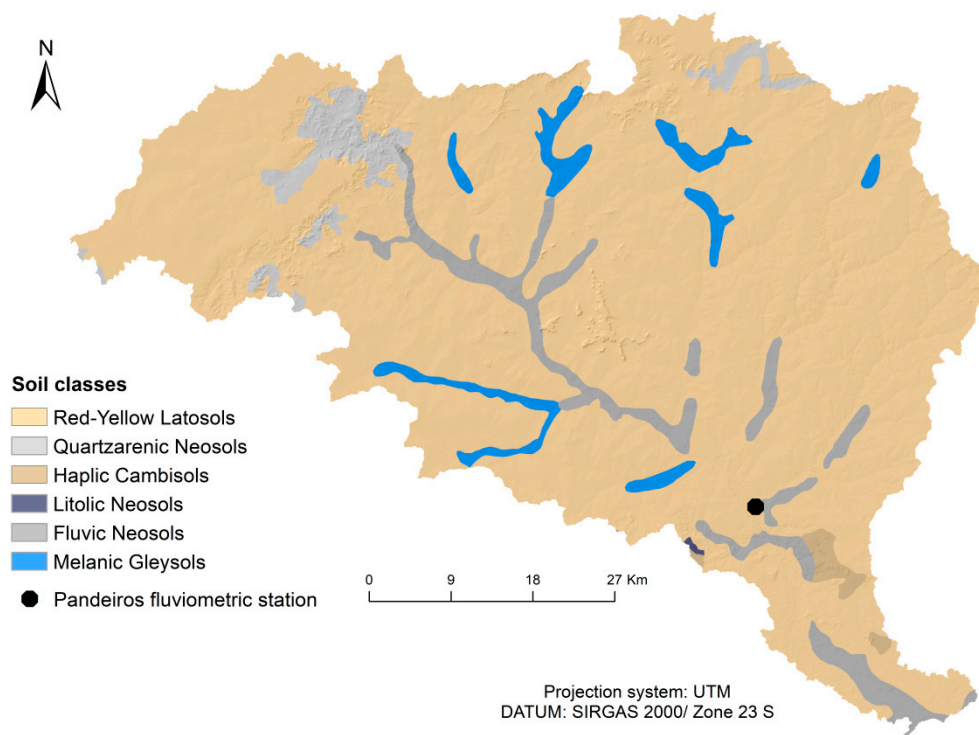 N
Soil classes
Red-Yellow Latosols
Quartzarenic Neosols
Haplic Cambisols
Litolic Neosols
Fluvic Neosols
Melanic Gleysols
Pandeiros fluviometric station
0 9 18 27 Km
Projection system: UTM
DATUM: SIRGAS 2000/ Zone 23 S